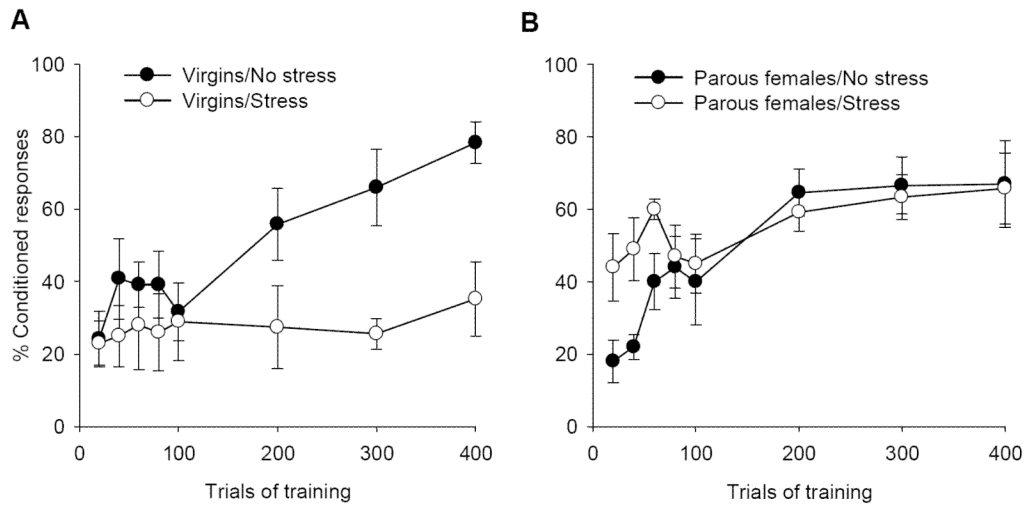 A
100
80
60
40
20
0
% Conditioned responses
Virgins/No stress
Virgins/Stress
0 100 200 300 400
Trials of training
B
100
80
60
40
20
0
Parous females/No stress
Parous females/Stress
0 100 200 300 400
Trials of training